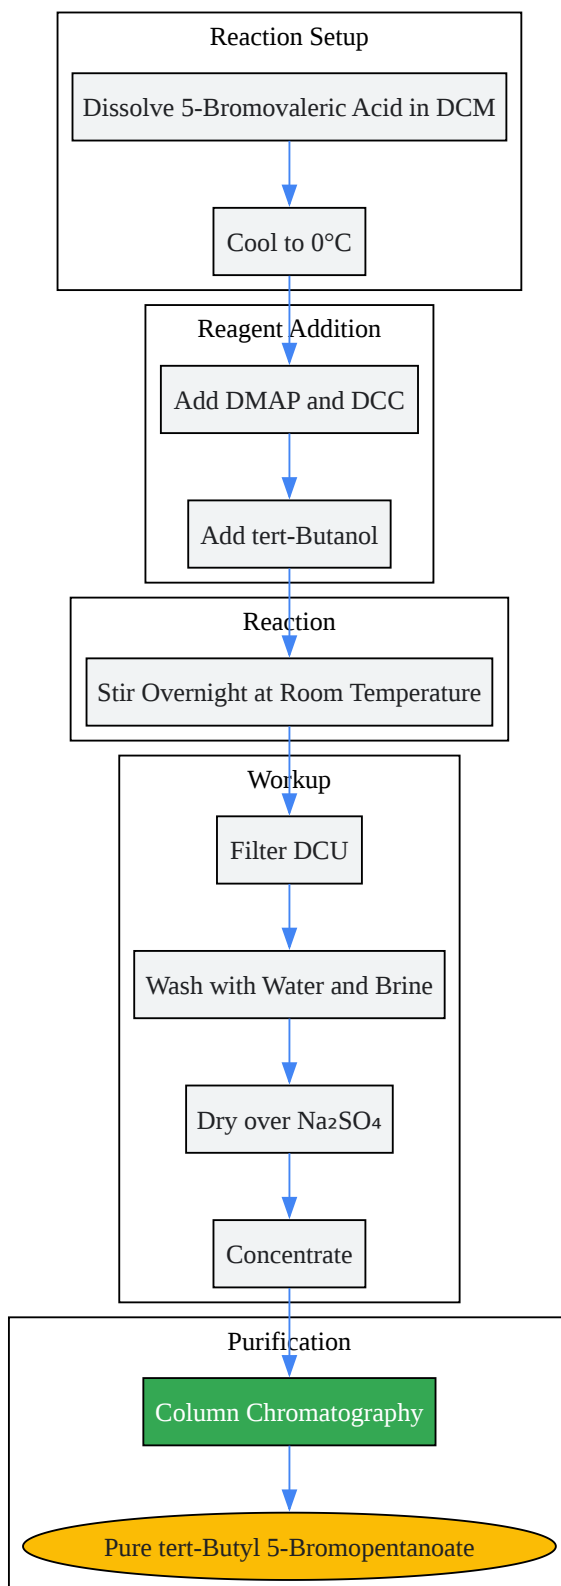 Reaction Setup
Dissolve 5-Bromovaleric Acid in DCM
Cool to 0°C
Reagent Addition
Add DMAP and DCC
Add tert-Butanol
Reaction
Stir Overnight at Room Temperature
Workup
Filter DCU
Wash with Water and Brine
Dry over Na₂SO₄
Concentrate
Purification
Column Chromatography
Pure tert-Butyl 5-Bromopentanoate